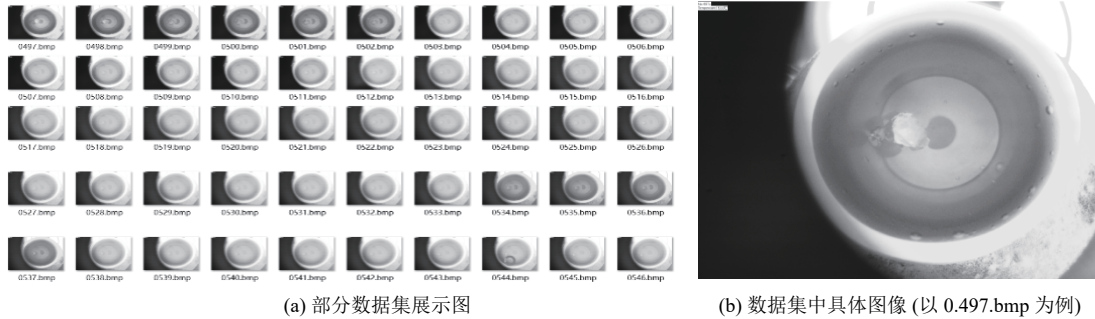 0497.bmp 0498.bmp 0499.bmp 0500.bmp 0501.bmp 0502.bmp 0503.bmp 0504.bmp 0505.bmp 0506.bmp
0507.bmp 0508.bmp 0509.bmp 0510.bmp 0511.bmp 0512.bmp 0513.bmp 0514.bmp 0515.bmp 0516.bmp
0517.bmp 0518.bmp 0519.bmp 0520.bmp 0521.bmp 0522.bmp 0523.bmp 0524.bmp 0525.bmp 0526.bmp
0527.bmp 0528.bmp 0529.bmp 0530.bmp 0531.bmp 0532.bmp 0533.bmp 0534.bmp 0535.bmp 0536.bmp
0537.bmp 0538.bmp 0539.bmp 0540.bmp 0541.bmp 0542.bmp 0543.bmp 0544.bmp 0545.bmp 0546.bmp
(a) 部分数据集展示图
(b) 数据集中具体图像 (以 0.497.bmp 为例)